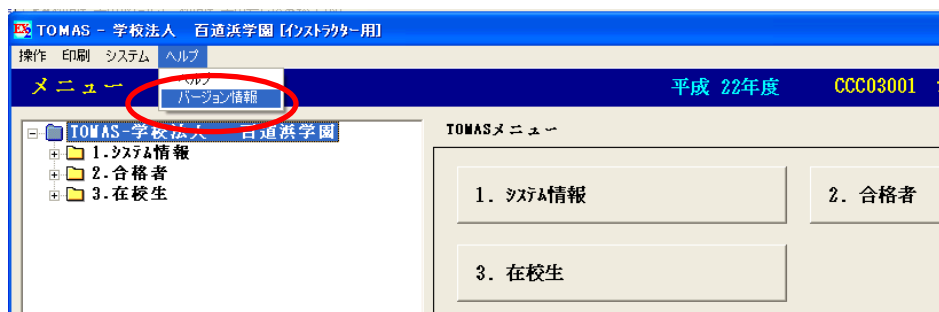 TOMAS - 学校法人 百道浜学園 [インストラクター用]
操作 印刷 システム ヘルプ
ヘルプ
バージョン情報
メニュー 平成 22年度 CCC03001
TOMAS-学校法人 百道浜学園
1.システム情報
2.合格者
3.在校生
TOMASメニュー
1. システム情報 2. 合格者
3. 在校生